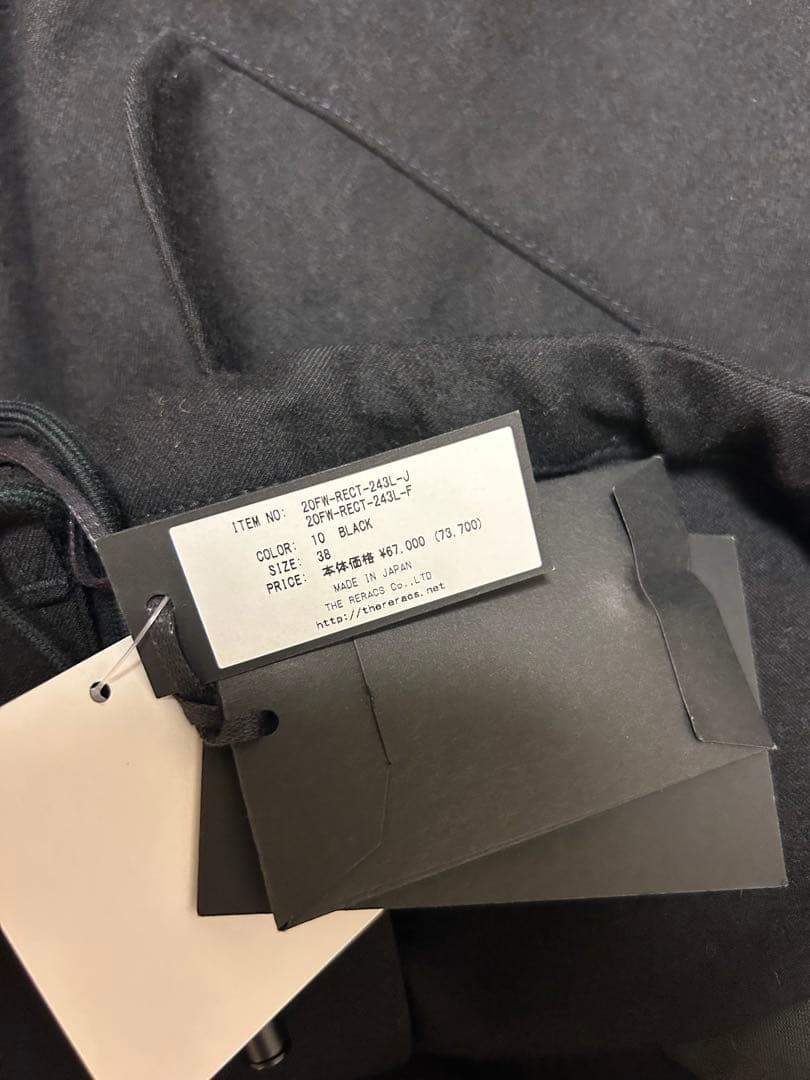 ITEM NO: 20FW-RECT-243L-J
20FW-RECT-243L-F
COLOR: 10 BLACK
SIZE: 38
PRICE: 本体価格 ¥67,000 (73,700)
MADE IN JAPAN
THE RERACS Co.,LTD
http://thereracs.net